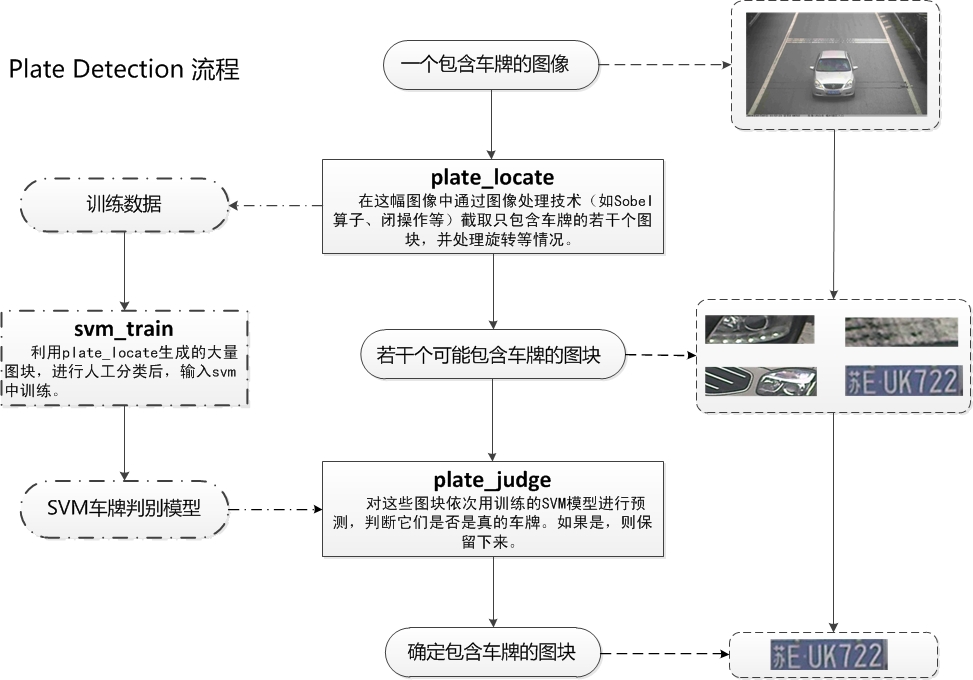 Plate Detection 流程
一个包含车牌的图像
plate_locate
在这幅图像中通过图像处理技术（如Sobel
算子、闭操作等）截取只包含车牌的若干个图
块，并处理旋转等情况。
训练数据
svm_train
利用plate_locate生成的大量
图块，进行人工分类后，输入svm
中训练。
若干个可能包含车牌的图块
苏E·UK722
SVM车牌判别模型
plate_judge
对这些图块依次用训练的SVM模型进行预
测，判断它们是否是真的车牌。如果是，则保
留下来。
确定包含车牌的图块
苏E·UK722